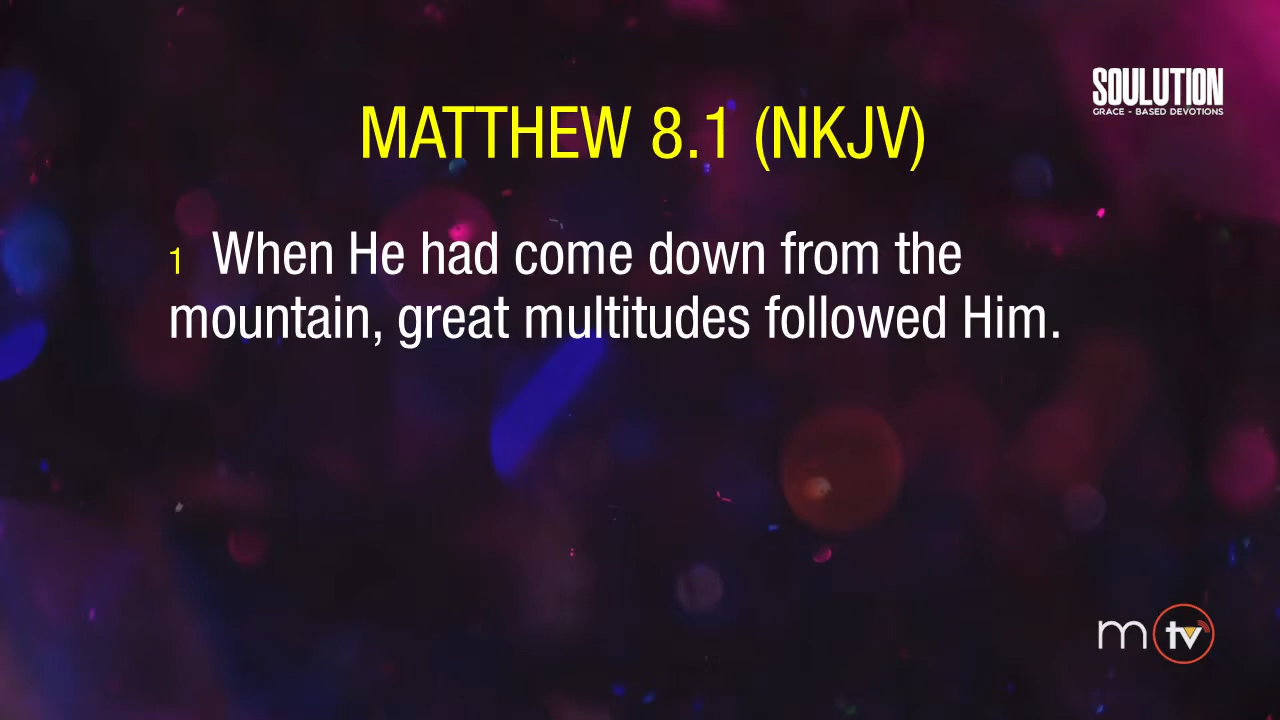 SOULUTION
GRACE - BASED DEVOTIONS
MATTHEW 8.1 (NKJV)
1 When He had come down from the
mountain, great multitudes followed Him.
m tv